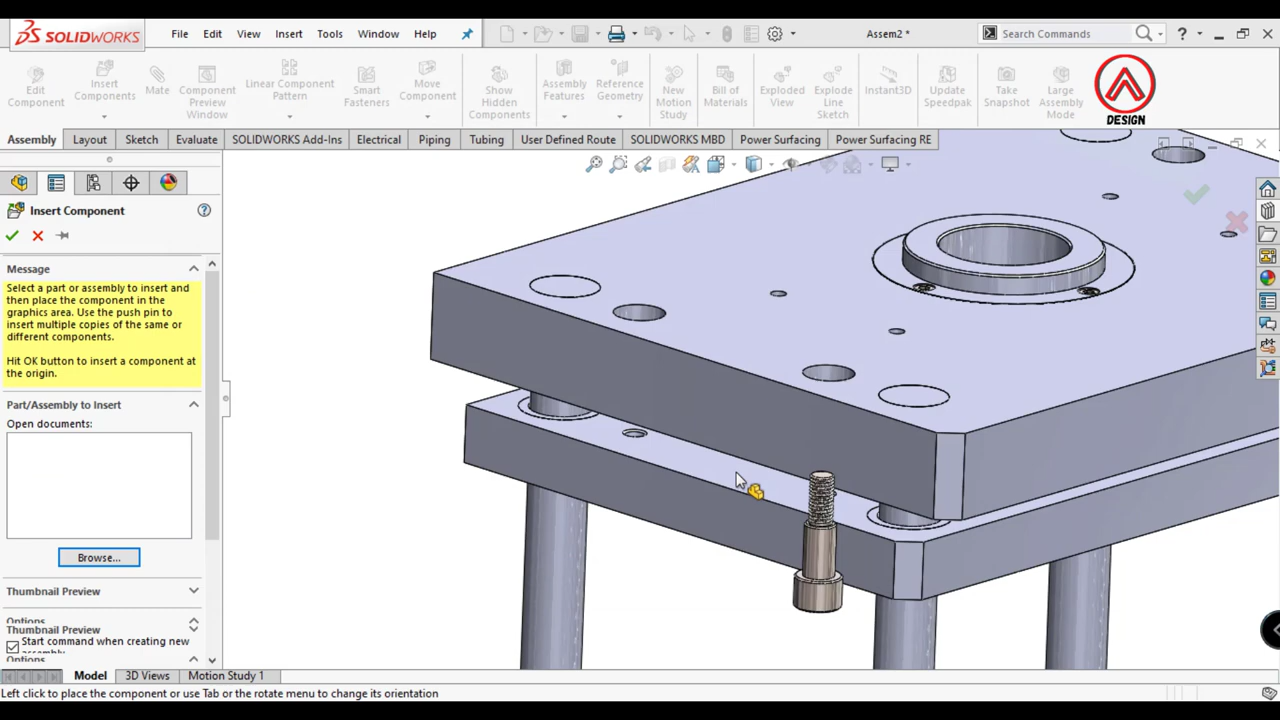 SOLIDWORKS File Edit View Insert Tools Window Help Assem2 * Search Commands ?
Edit Component
Insert Components
Mate
Component Preview Window
Linear Component Pattern
Smart Fasteners
Move Component
Show Hidden Components
Assembly Features
Reference Geometry
New Motion Study
Bill of Materials
Exploded View
Explode Line Sketch
Instant3D
Update Speedpak
Take Snapshot
Large Assembly Mode
DESIGN
Assembly Layout Sketch Evaluate SOLIDWORKS Add-Ins Electrical Piping Tubing User Defined Route SOLIDWORKS MBD Power Surfacing Power Surfacing RE
Insert Component
Message
Select a part or assembly to insert and
then place the component in the
graphics area. Use the push pin to
insert multiple copies of the same or
different components.
Hit OK button to insert a component at
the origin.
Part/Assembly to Insert
Open documents:
Browse...
Thumbnail Preview
Options
Thumbnail Preview
Start command when creating new
assembly
Options
Model 3D Views Motion Study 1
Left click to place the component or use Tab or the rotate menu to change its orientation